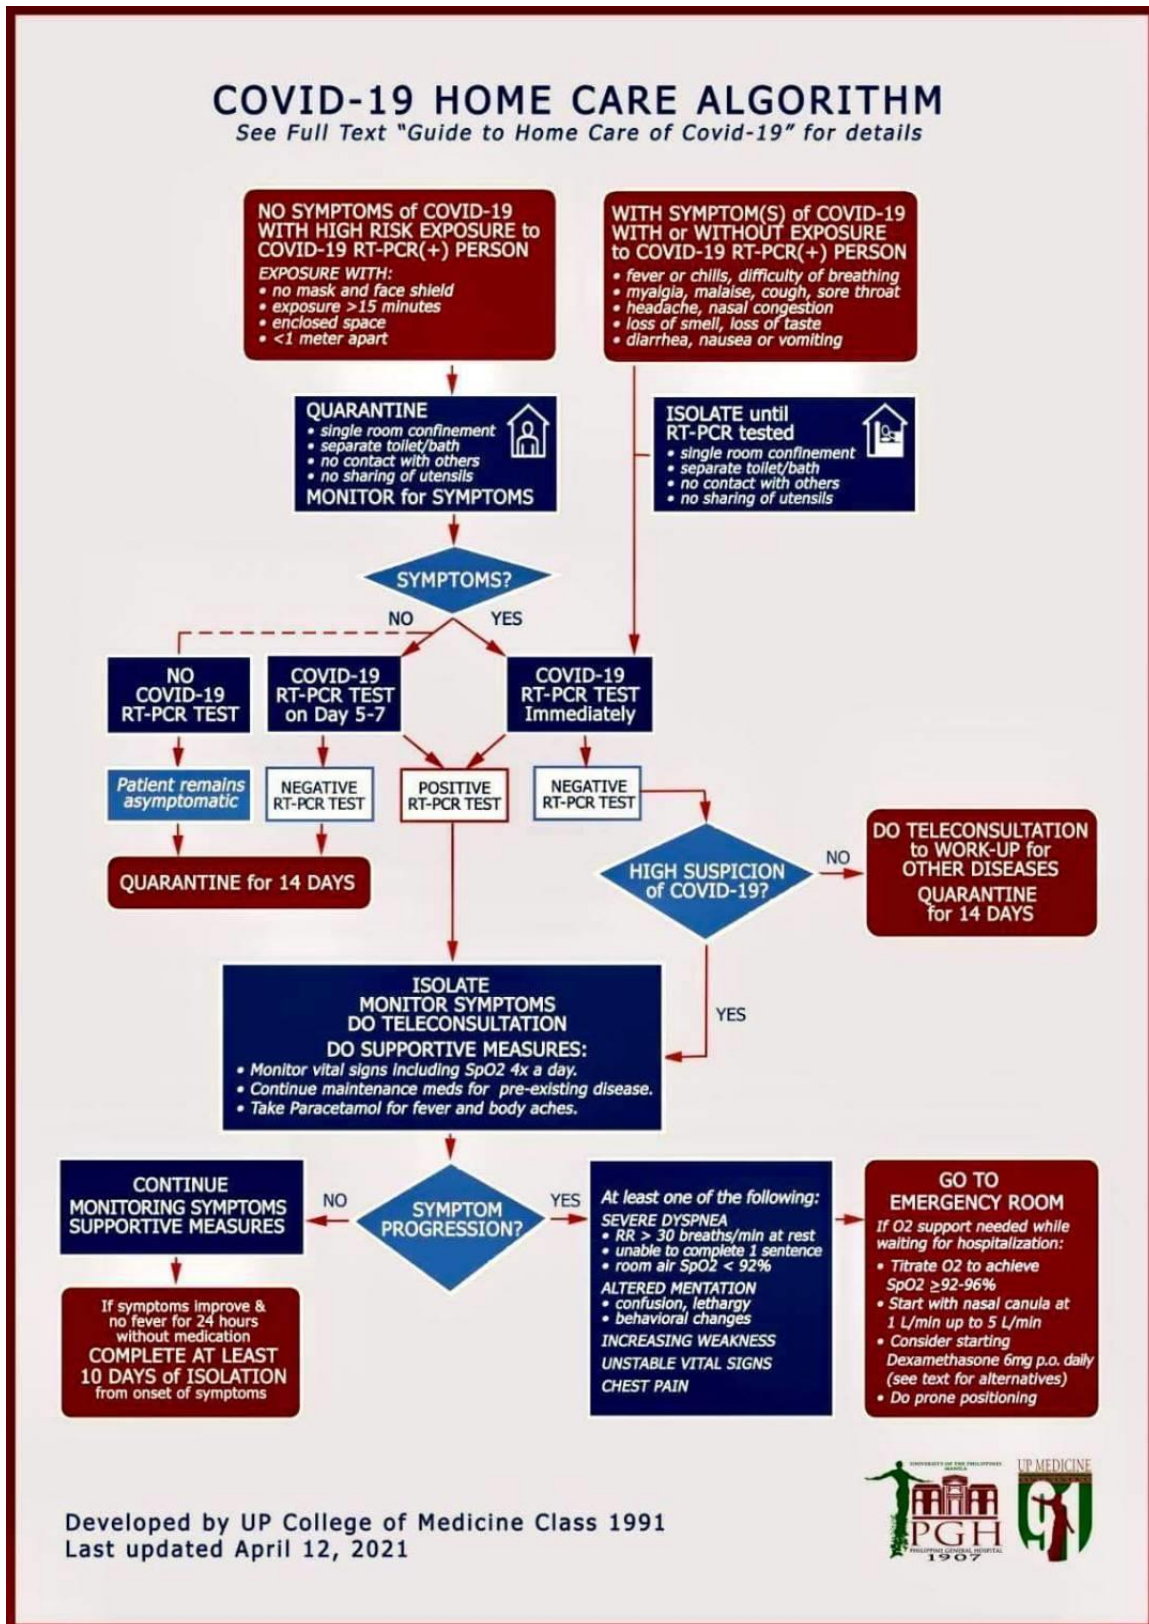 COVID-19 HOME CARE ALGORITHM
See Full Text "Guide to Home Care of Covid-19" for details
NO SYMPTOMS of COVID-19
WITH HIGH RISK EXPOSURE to
COVID-19 RT-PCR(+) PERSON
EXPOSURE WITH:
• no mask and face shield
• exposure >15 minutes
• enclosed space
• <1 meter apart
WITH SYMPTOM(S) of COVID-19
WITH or WITHOUT EXPOSURE
to COVID-19 RT-PCR(+) PERSON
• fever or chills, difficulty of breathing
• myalgia, malaise, cough, sore throat
• headache, nasal congestion
• loss of smell, loss of taste
• diarrhea, nausea or vomiting
QUARANTINE
• single room confinement
• separate toilet/bath
• no contact with others
• no sharing of utensils
MONITOR for SYMPTOMS
ISOLATE until
RT-PCR tested
• single room confinement
• separate toilet/bath
• no contact with others
• no sharing of utensils
SYMPTOMS?
NO
YES
NO
COVID-19
RT-PCR TEST
COVID-19
RT-PCR TEST
on Day 5-7
COVID-19
RT-PCR TEST
Immediately
Patient remains
asymptomatic
NEGATIVE
RT-PCR TEST
POSITIVE
RT-PCR TEST
NEGATIVE
RT-PCR TEST
QUARANTINE for 14 DAYS
HIGH SUSPICION
of COVID-19?
NO
DO TELECONSULTATION
to WORK-UP for
OTHER DISEASES
QUARANTINE
for 14 DAYS
YES
ISOLATE
MONITOR SYMPTOMS
DO TELECONSULTATION
DO SUPPORTIVE MEASURES:
• Monitor vital signs including SpO2 4x a day.
• Continue maintenance meds for pre-existing disease.
• Take Paracetamol for fever and body aches.
SYMPTOM
PROGRESSION?
NO
YES
CONTINUE
MONITORING SYMPTOMS
SUPPORTIVE MEASURES
If symptoms improve &
no fever for 24 hours
without medication
COMPLETE AT LEAST
10 DAYS of ISOLATION
from onset of symptoms
At least one of the following:
SEVERE DYSPNEA
• RR > 30 breaths/min at rest
• unable to complete 1 sentence
• room air SpO2 < 92%
ALTERED MENTATION
• confusion, lethargy
• behavioral changes
INCREASING WEAKNESS
UNSTABLE VITAL SIGNS
CHEST PAIN
GO TO
EMERGENCY ROOM
If O2 support needed while
waiting for hospitalization:
• Titrate O2 to achieve
SpO2 ≥92-96%
• Start with nasal canula at
1 L/min up to 5 L/min
• Consider starting
Dexamethasone 6mg p.o. daily
(see text for alternatives)
• Do prone positioning
Developed by UP College of Medicine Class 1991
Last updated April 12, 2021
UNIVERSITY OF THE PHILIPPINES
MANILA
PGH
PHILIPPINE GENERAL HOSPITAL
1907
UP MEDICINE
91